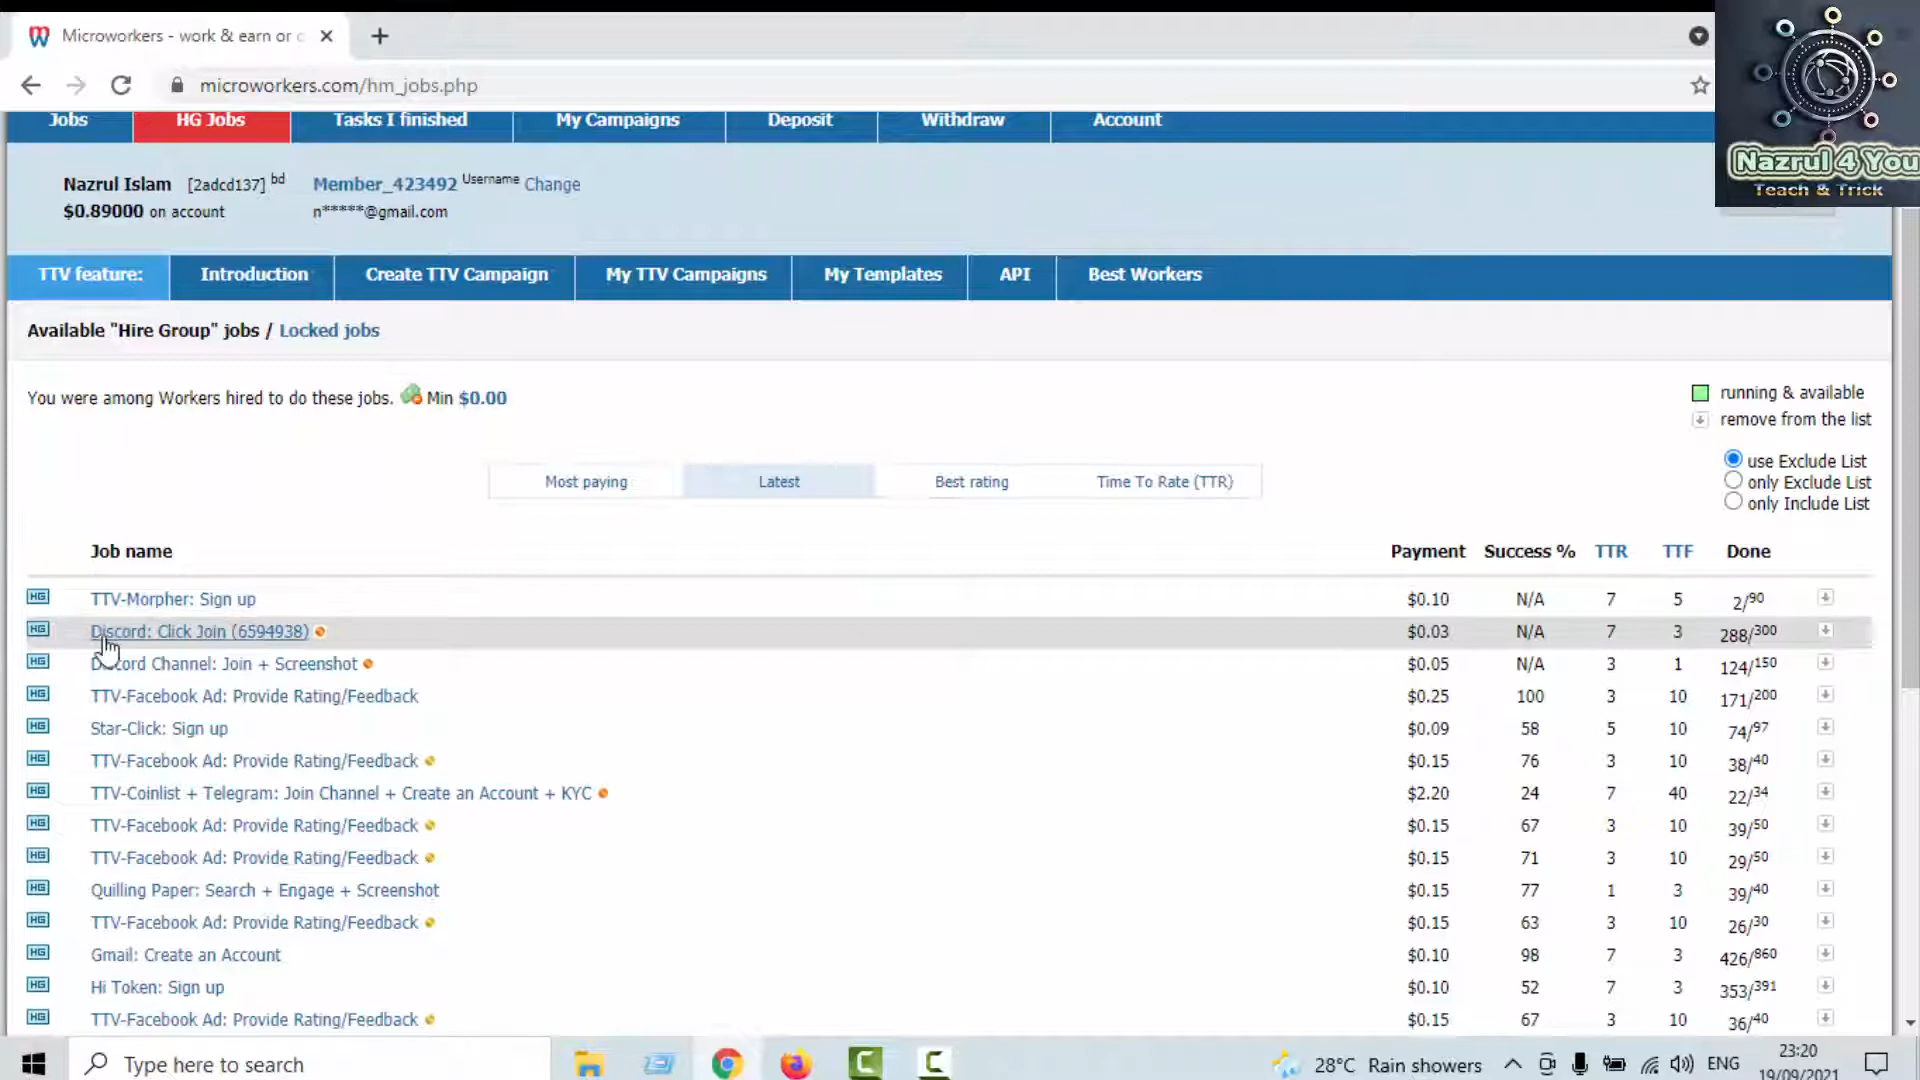 Microworkers - work & earn or c
microworkers.com/hm_jobs.php
Nazrul 4 You
Teach & Trick
Jobs HG Jobs Tasks I finished My Campaigns Deposit Withdraw Account
Nazrul Islam [2adcd137] bd Member_423492 Username Change
$0.89000 on account n*****@gmail.com
TTV feature: Introduction Create TTV Campaign My TTV Campaigns My Templates API Best Workers
Available "Hire Group" jobs / Locked jobs
You were among Workers hired to do these jobs. Min $0.00
running & available
remove from the list
use Exclude List
only Exclude List
only Include List
Most paying Latest Best rating Time To Rate (TTR)
Job name Payment Success % TTR TTF Done
HG TTV-Morpher: Sign up $0.10 N/A 7 5 2/90
HG Discord: Click Join (6594938) $0.03 N/A 7 3 288/300
HG Discord Channel: Join + Screenshot $0.05 N/A 3 1 124/150
HG TTV-Facebook Ad: Provide Rating/Feedback $0.25 100 3 10 171/200
HG Star-Click: Sign up $0.09 58 5 10 74/97
HG TTV-Facebook Ad: Provide Rating/Feedback $0.15 76 3 10 38/40
HG TTV-Coinlist + Telegram: Join Channel + Create an Account + KYC $2.20 24 7 40 22/34
HG TTV-Facebook Ad: Provide Rating/Feedback $0.15 67 3 10 39/50
HG TTV-Facebook Ad: Provide Rating/Feedback $0.15 71 3 10 29/50
HG Quilling Paper: Search + Engage + Screenshot $0.15 77 1 3 39/40
HG TTV-Facebook Ad: Provide Rating/Feedback $0.15 63 3 10 26/30
HG Gmail: Create an Account $0.10 98 7 3 426/860
HG Hi Token: Sign up $0.10 52 7 3 353/391
HG TTV-Facebook Ad: Provide Rating/Feedback $0.15 67 3 10 36/40
Type here to search 28°C Rain showers ENG 23:20
19/09/2021